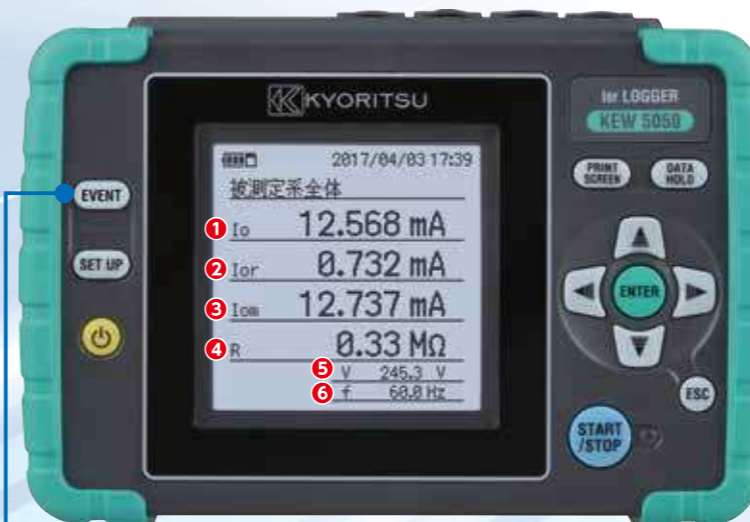 KYORITSU
Ior LOGGER
KEW 5050
2017/04/03 17:39
被测定系全体
EVENT
PRINT SCREEN
DATA HOLD
1 Io 12.568 mA
SET UP
2 Ior 0.732 mA
3 Iom 12.737 mA
ENTER
4 R 0.33 MΩ
5 V 245.3 V
6 f 60.0 Hz
ESC
START /STOP